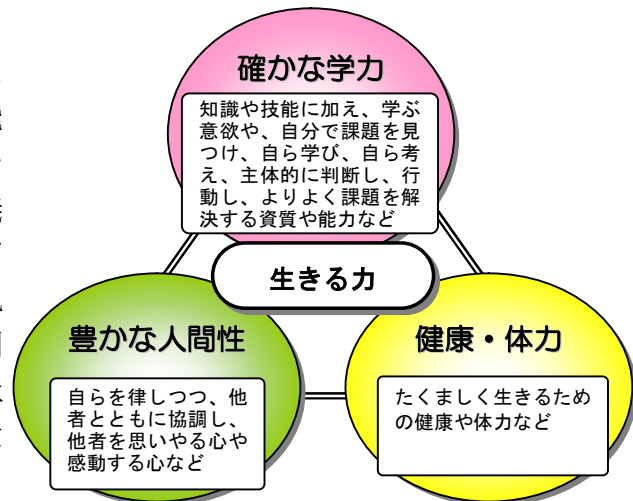 確かな学力
知識や技能に加え、学ぶ
意欲や、自分で課題を見
つけ、自ら学び、自ら考
え、主体的に判断し、行
動し、よりよく課題を解
決する資質や能力など
生きる力
豊かな人間性
自らを律しつつ、他
者とともに協調し、
他者を思いやる心や
感動する心など
健康・体力
たくましく生きるため
の健康や体力など